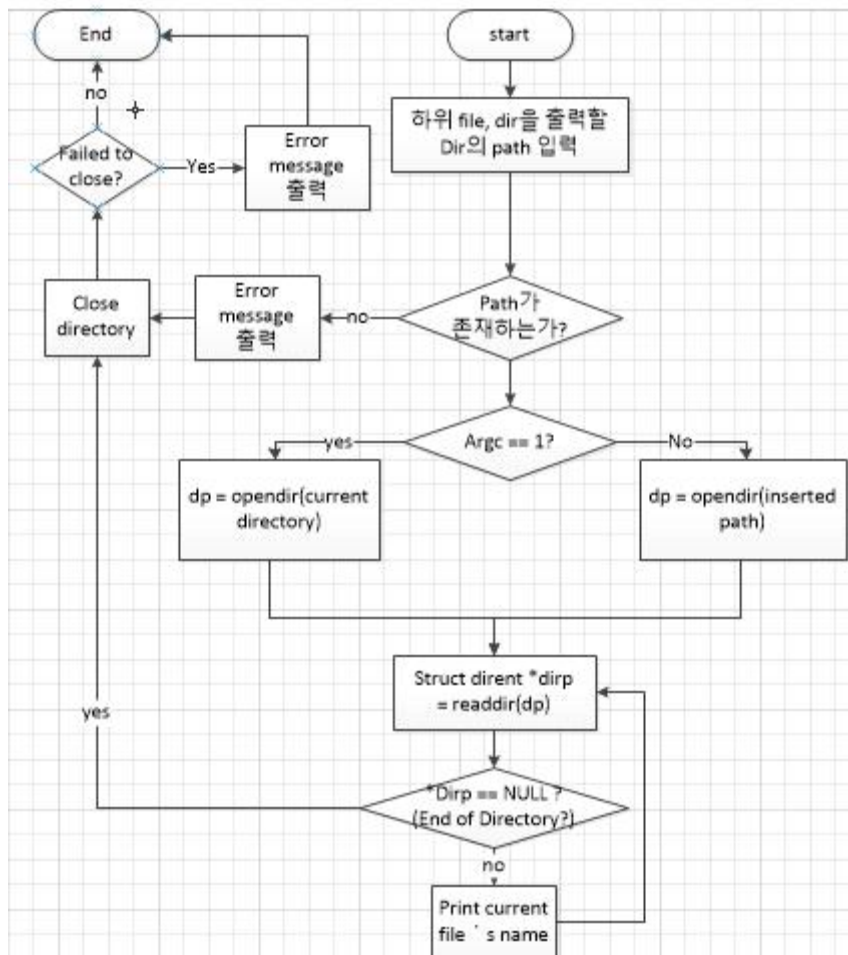 start
하위 file, dir을 출력할
Dir의 path 입력
Path가
존재하는가?
no
Error
message
출력
Close
directory
Failed to
close?
Yes
Error
message
출력
no
End
Argc == 1?
yes
No
dp = opendir(current
directory)
dp = opendir(inserted
path)
Struct dirent *dirp
= readdir(dp)
*Dirp == NULL ?
(End of Directory?)
yes
no
Print current
file ` s name